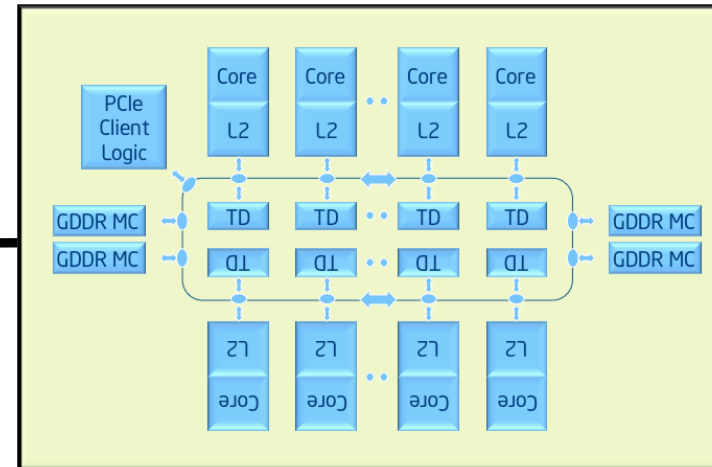 Core Core Core Core
PCIe
Client
Logic
L2 L2 L2 L2
GDDR MC TD TD TD TD GDDR MC
GDDR MC TD TD TD TD GDDR MC
L2 L2 L2 L2
Core Core Core Core